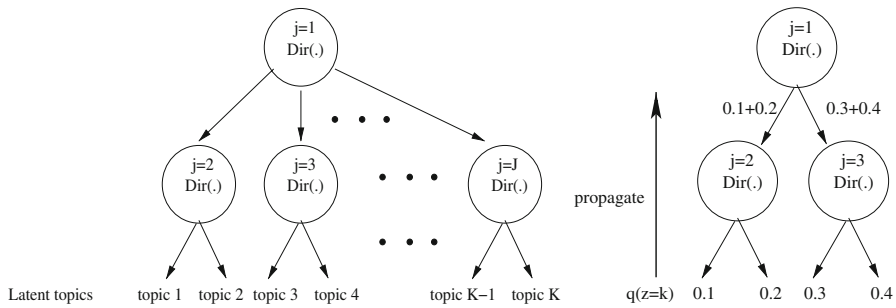 j=1
Dir(.)
j=2
Dir(.)
j=3
Dir(.)
j=J
Dir(.)
Latent topics
topic 1
topic 2
topic 3
topic 4
topic K−1
topic K
j=1
Dir(.)
0.1+0.2
0.3+0.4
j=2
Dir(.)
j=3
Dir(.)
propagate
q(z=k)
0.1
0.2
0.3
0.4